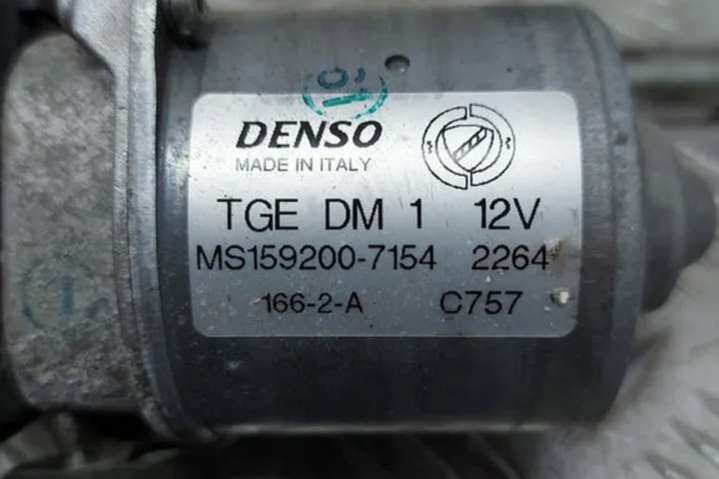 DENSO
MADE IN ITALY
TGE DM 1 12V
MS159200-7154 2264
166-2-A C757